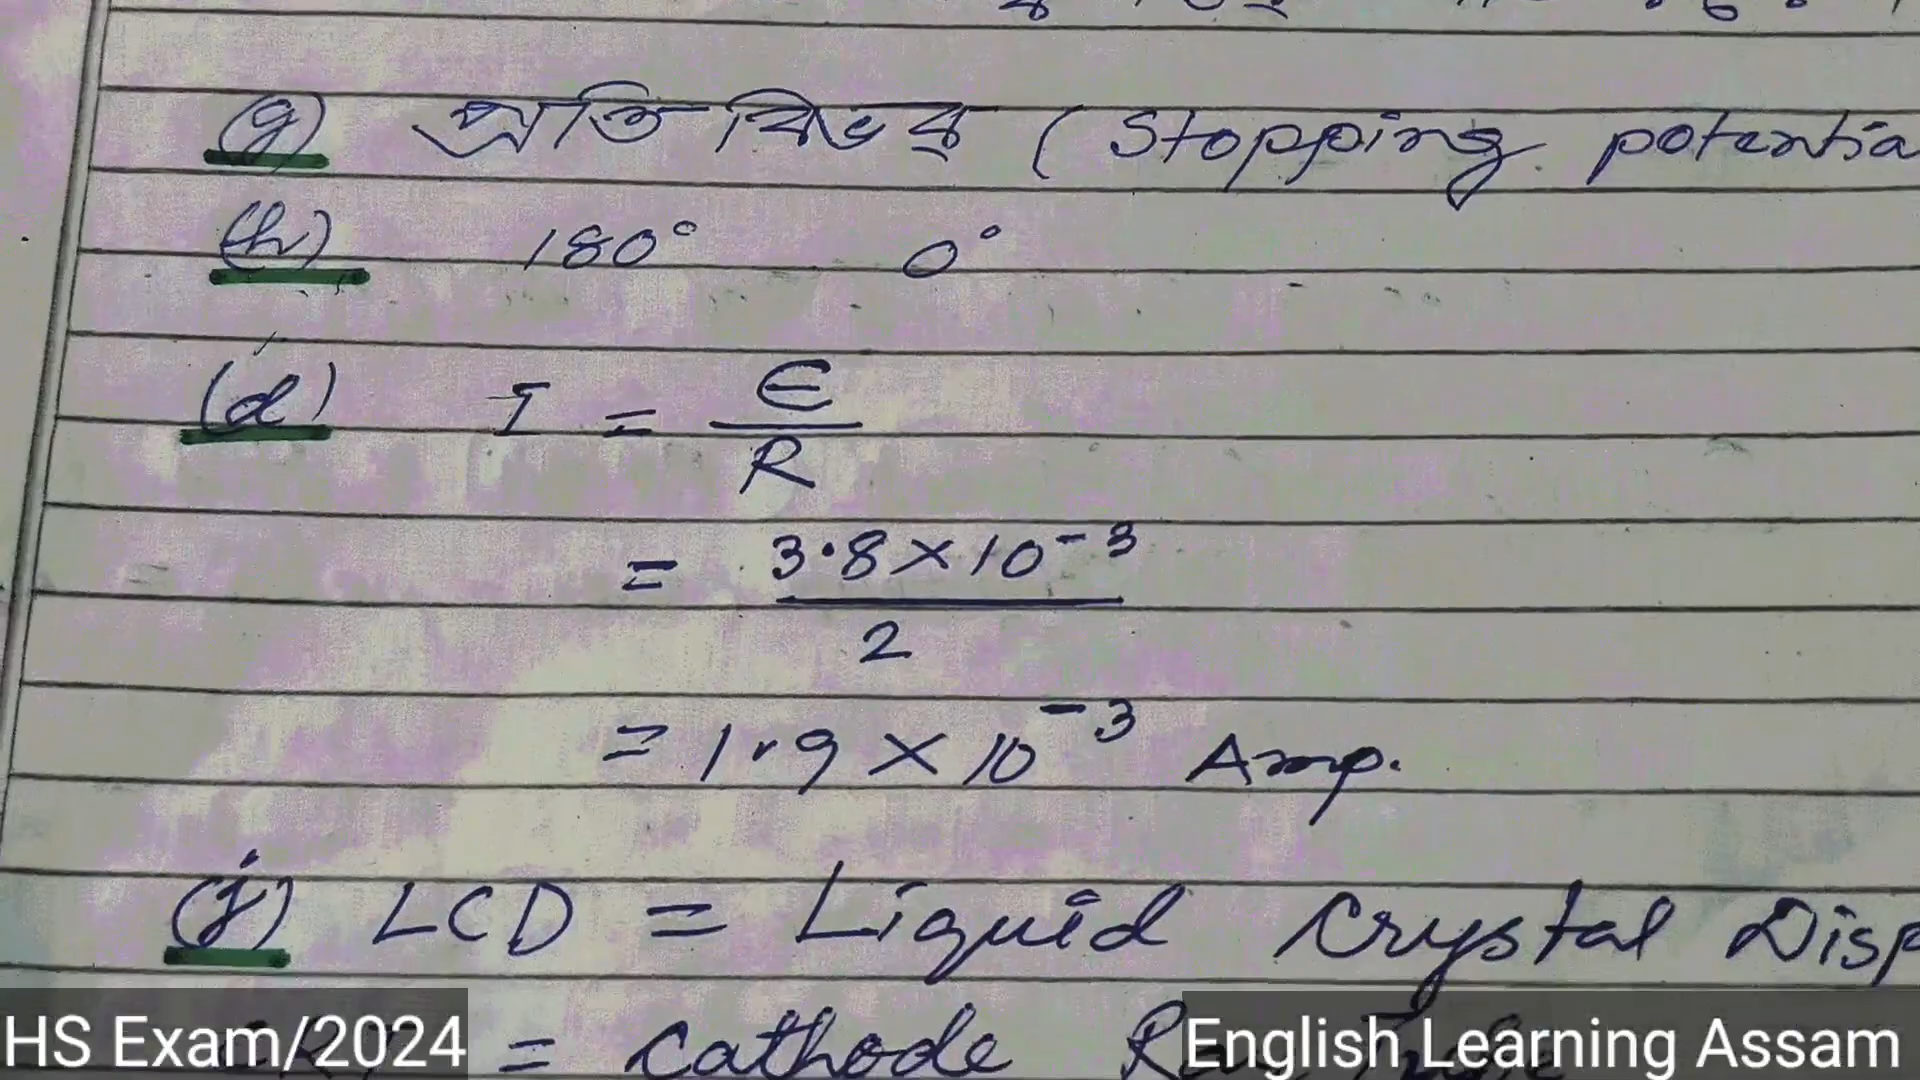 (g) প্ৰতি বিভৱ (Stopping potentia
(h) 180° 0°
(d) I = E / R
= 3.8×10⁻³ / 2
= 1.9 × 10⁻³ Amp.
(j) LCD = Liquid Crystal Disp
= Cathode
HS Exam/2024
English Learning Assam